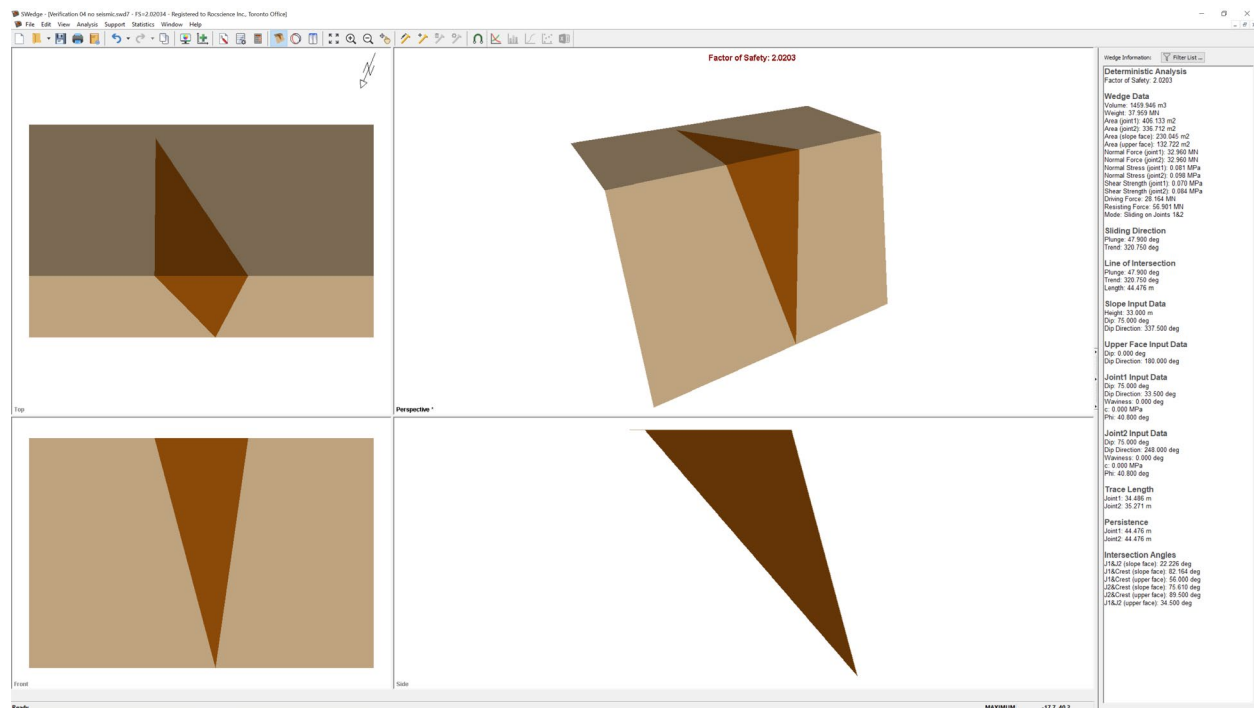 SWedge - [Verification 04 no seismic.swd7 - FS=2.02034 - Registered to Rocscience Inc., Toronto Office]
File Edit View Analysis Support Statistics Window Help
N
Top
Factor of Safety: 2.0203
Perspective *
Front
Side
Wedge Information: Filter List ...
Deterministic Analysis
Factor of Safety: 2.0203
Wedge Data
Volume: 1459.946 m3
Weight: 37.959 MN
Area (joint1): 406.133 m2
Area (joint2): 336.712 m2
Area (slope face): 230.045 m2
Area (upper face): 132.722 m2
Normal Force (joint1): 32.960 MN
Normal Force (joint2): 32.960 MN
Normal Stress (joint1): 0.081 MPa
Normal Stress (joint2): 0.098 MPa
Shear Strength (joint1): 0.070 MPa
Shear Strength (joint2): 0.084 MPa
Driving Force: 28.164 MN
Resisting Force: 56.901 MN
Mode: Sliding on Joints 1&2
Sliding Direction
Plunge: 47.900 deg
Trend: 320.750 deg
Line of Intersection
Plunge: 47.900 deg
Trend: 320.750 deg
Length: 44.476 m
Slope Input Data
Height: 33.000 m
Dip: 75.000 deg
Dip Direction: 337.500 deg
Upper Face Input Data
Dip: 0.000 deg
Dip Direction: 180.000 deg
Joint1 Input Data
Dip: 75.000 deg
Dip Direction: 33.500 deg
Waviness: 0.000 deg
c: 0.000 MPa
Phi: 40.800 deg
Joint2 Input Data
Dip: 75.000 deg
Dip Direction: 248.000 deg
Waviness: 0.000 deg
c: 0.000 MPa
Phi: 40.800 deg
Trace Length
Joint1: 34.486 m
Joint2: 35.271 m
Persistence
Joint1: 44.476 m
Joint2: 44.476 m
Intersection Angles
J1&J2 (slope face): 22.226 deg
J1&Crest (slope face): 82.164 deg
J1&Crest (upper face): 56.000 deg
J2&Crest (slope face): 75.610 deg
J2&Crest (upper face): 89.500 deg
J1&J2 (upper face): 34.500 deg
Ready
MAXIMUM